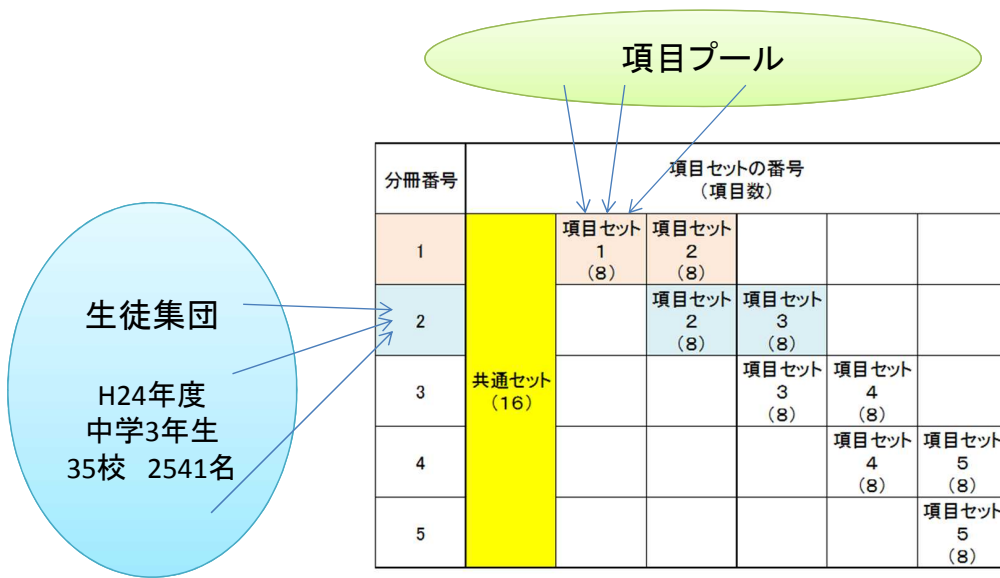 項目プール
分冊番号
項目セットの番号
(項目数)
1
共通セット
(16)
項目セット
1
(8)
項目セット
2
(8)
2
項目セット
2
(8)
項目セット
3
(8)
3
項目セット
3
(8)
項目セット
4
(8)
4
項目セット
4
(8)
項目セット
5
(8)
5
項目セット
5
(8)
生徒集団
H24年度
中学3年生
35校 2541名